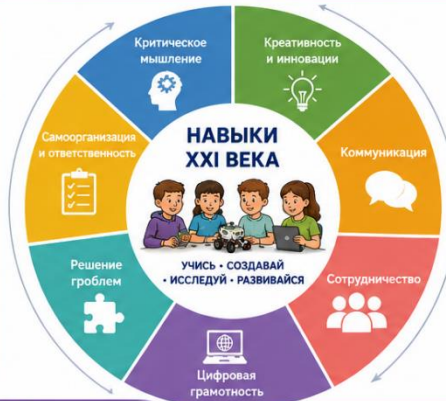 Критическое
мышление
Креативность
и инновации
Самоорганизация
и ответственность
НАВЫКИ
XXI ВЕКА
Коммуникация
УЧИСЬ • СОЗДАВАЙ
• ИССЛЕДУЙ • РАЗВИВАЙСЯ
Решение
гроблем
Сотрудничество
Цифровая
грамотность